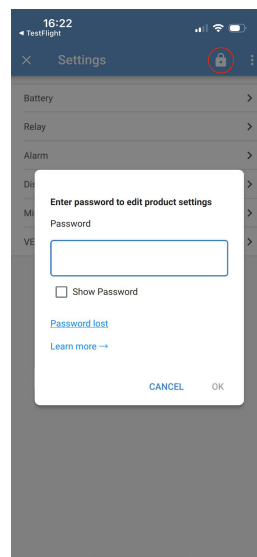 16:22
◄ TestFlight
Settings
Battery
Relay
Alarm
Di
Enter password to edit product settings
Mi
Password
VE
Show Password
Password lost
Learn more →
CANCEL OK